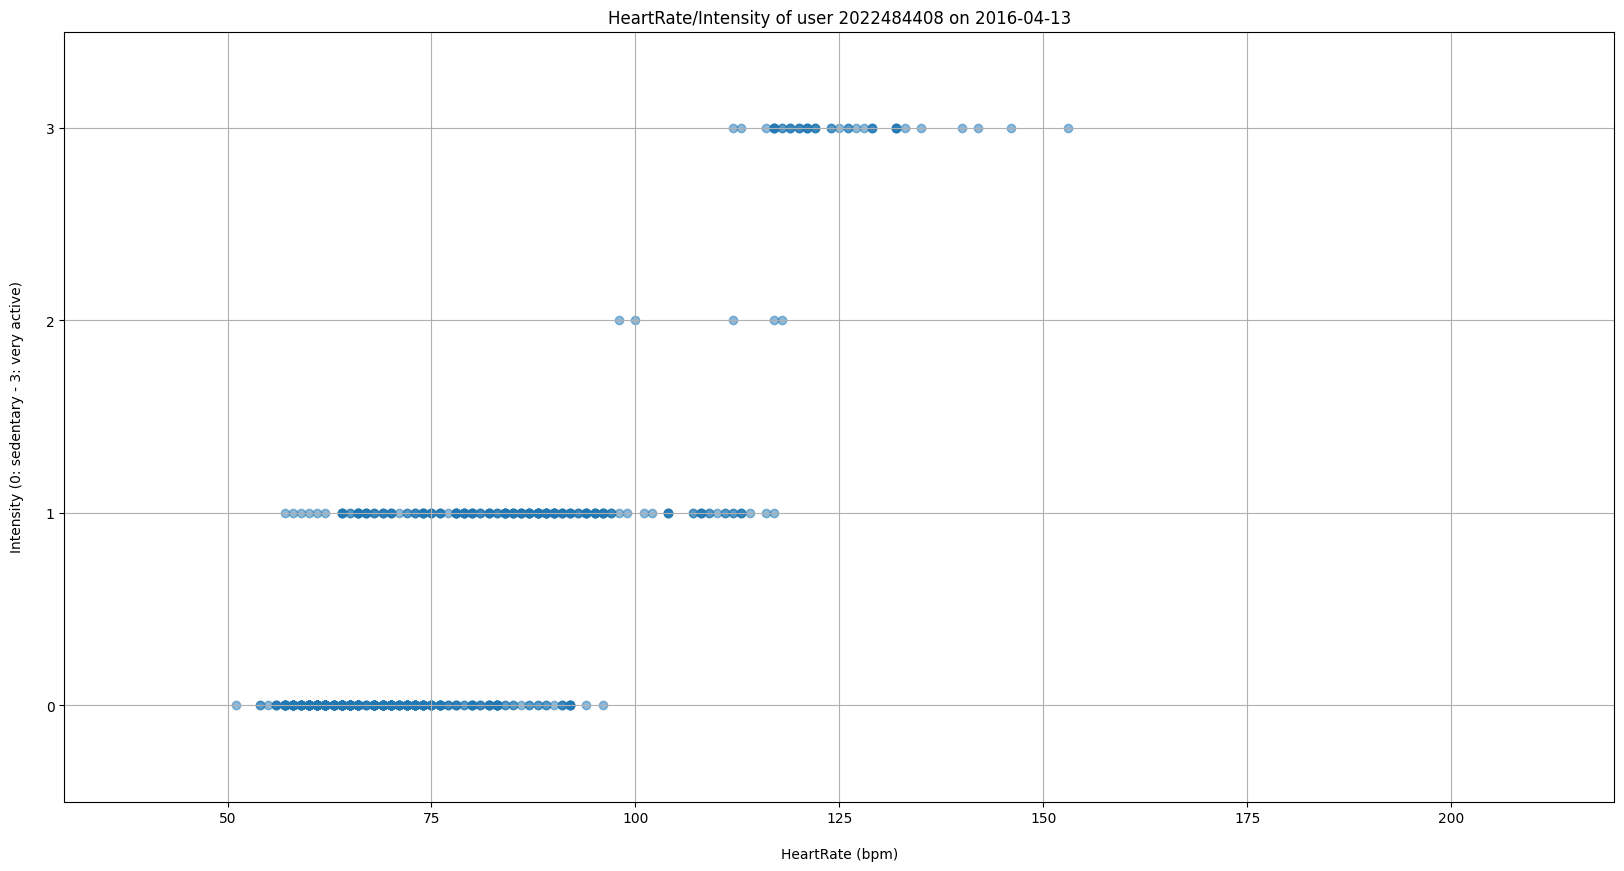 HeartRate/Intensity of user 2022484408 on 2016-04-13
3
2
1
0
Intensity (0: sedentary - 3: very active)
50 75 100 125 150 175 200
HeartRate (bpm)